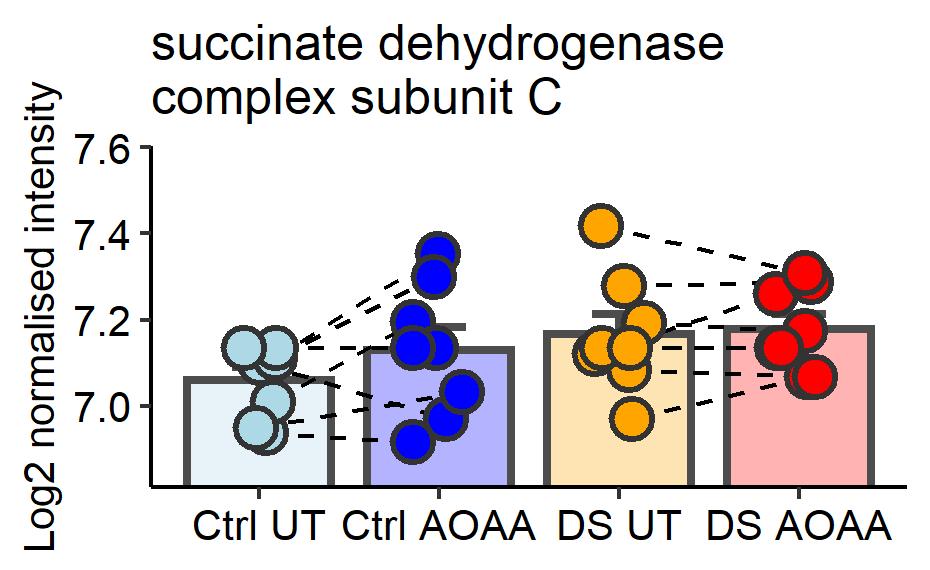 succinate dehydrogenase
complex subunit C
Log2 normalised intensity
7.6
7.4
7.2
7.0
Ctrl UT
Ctrl AOAA
DS UT
DS AOAA